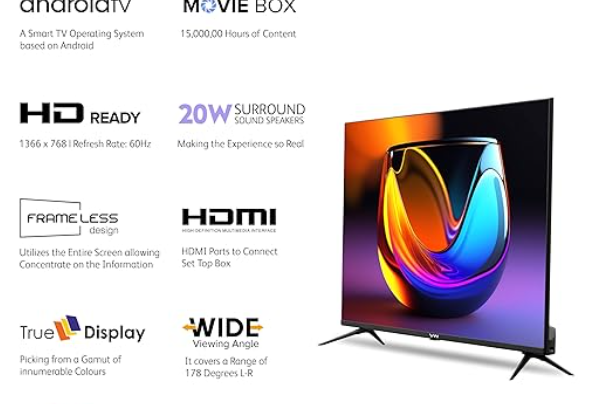 androidtv
MOVIE BOX
A Smart TV Operating System
based on Android
15,000,00 Hours of Content
HD READY
20W SURROUND
SOUND SPEAKERS
1366 x 768 | Refresh Rate: 60Hz
Making the Experience so Real
FRAMELESS
design
HDMI
HIGH DEFINITION MULTIMEDIA INTERFACE
Utilizes the Entire Screen allowing
Concentrate on the Information
HDMI Ports to Connect
Set Top Box
True Display
WIDE
Viewing Angle
Picking from a Gamut of
innumerable Colours
It covers a Range of
178 Degrees L-R